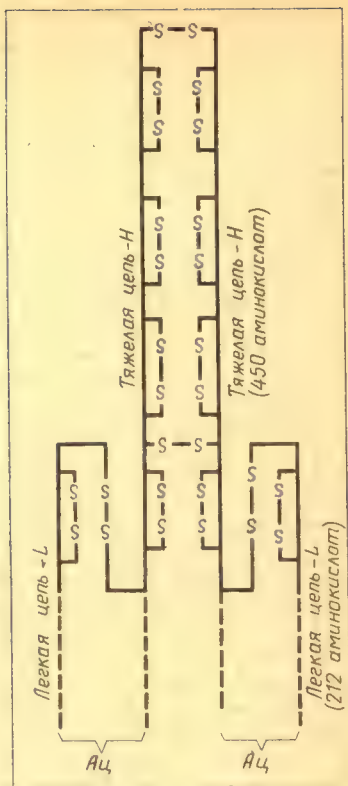 Легкая цепь-L
Тяжелая цепь-H
S–S
S–S
Ац
S–S
S–S
S–S
S–S
S–S
S–S
S–S
S–S
S–S
S–S
Тяжелая цепь-H
(450 аминокислот)
S–S
S–S
Ац
Легкая цепь-L
(212 аминокислот)